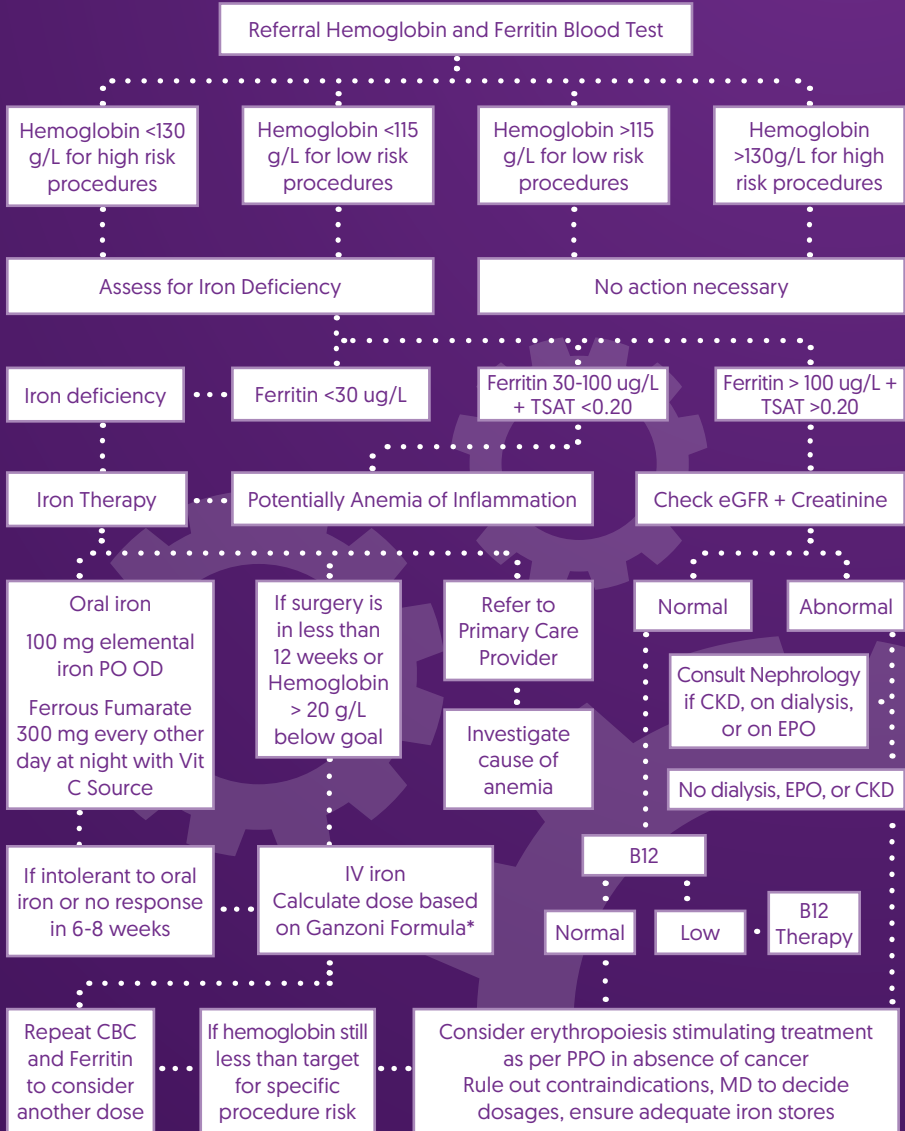 Referral Hemoglobin and Ferritin Blood Test
Hemoglobin <130
g/L for high risk
procedures
Hemoglobin <115
g/L for low risk
procedures
Hemoglobin >115
g/L for low risk
procedures
Hemoglobin
>130g/L for high
risk procedures
Assess for Iron Deficiency
No action necessary
Iron deficiency
Ferritin <30 ug/L
Ferritin 30-100 ug/L
+ TSAT <0.20
Ferritin > 100 ug/L +
TSAT >0.20
Iron Therapy
Potentially Anemia of Inflammation
Check eGFR + Creatinine
Oral iron
100 mg elemental
iron PO OD
Ferrous Fumarate
300 mg every other
day at night with Vit
C Source
If surgery is
in less than
12 weeks or
Hemoglobin
> 20 g/L
below goal
Refer to
Primary Care
Provider
Investigate
cause of
anemia
Normal
Abnormal
Consult Nephrology
if CKD, on dialysis,
or on EPO
No dialysis, EPO, or CKD
If intolerant to oral
iron or no response
in 6-8 weeks
IV iron
Calculate dose based
on Ganzoni Formula*
B12
Normal
Low
B12
Therapy
Repeat CBC
and Ferritin
to consider
another dose
If hemoglobin still
less than target
for specific
procedure risk
Consider erythropoiesis stimulating treatment
as per PPO in absence of cancer
Rule out contraindications, MD to decide
dosages, ensure adequate iron stores